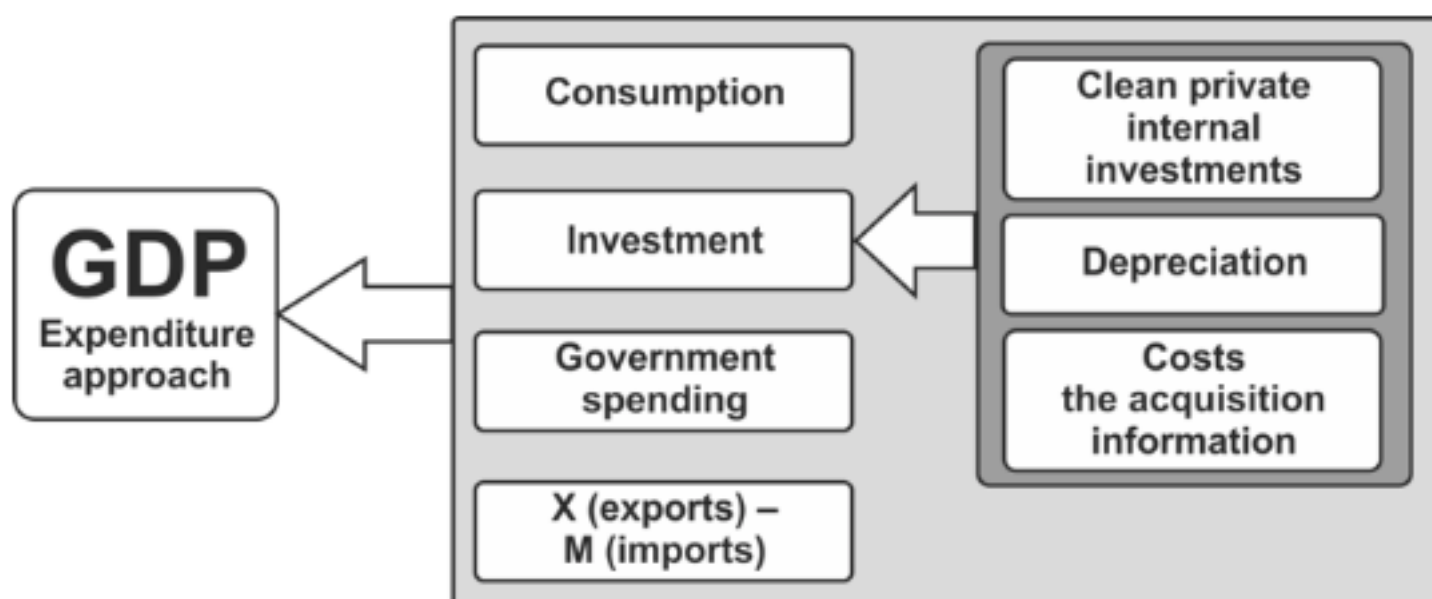 GDP
Expenditure
approach
Consumption
Investment
Government
spending
X (exports) –
M (imports)
Clean private
internal
investments
Depreciation
Costs
the acquisition
information